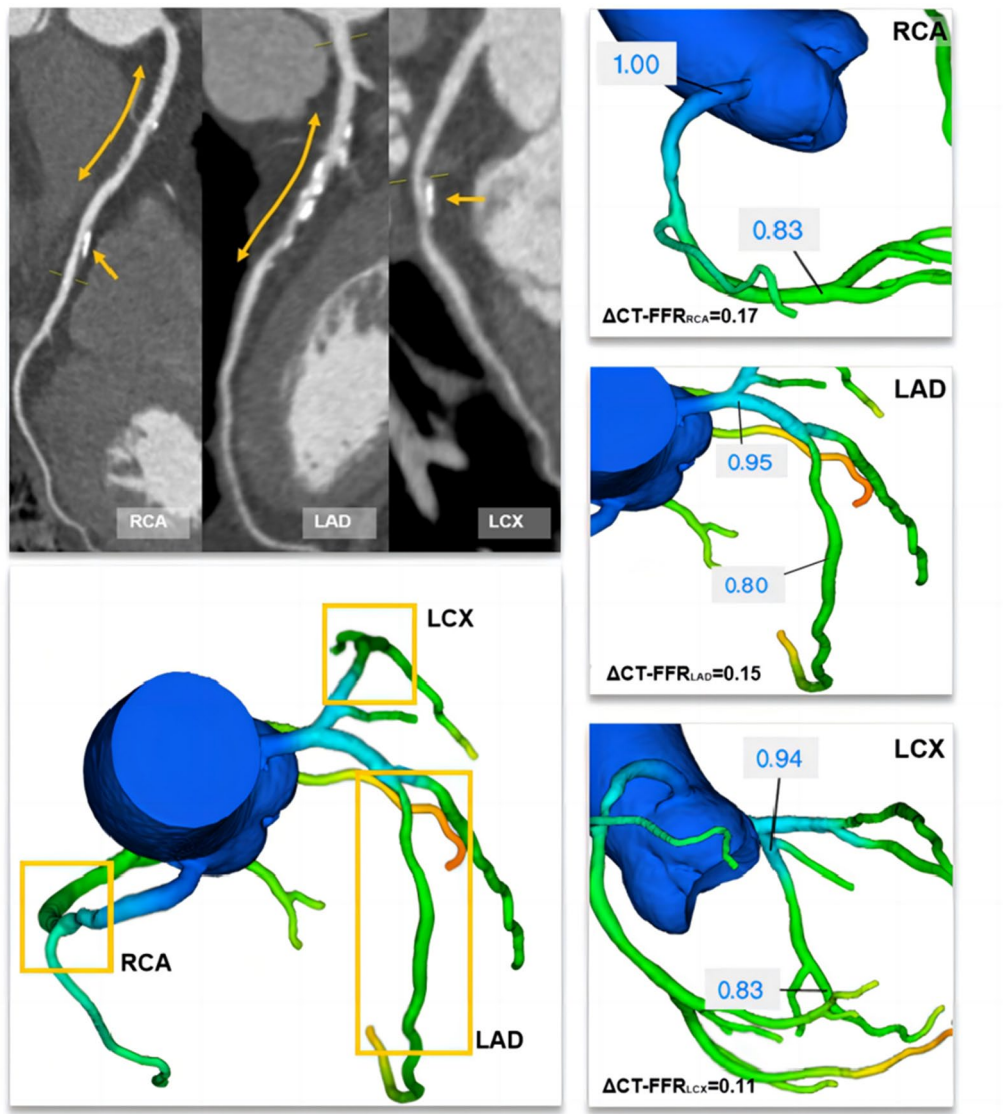 RCA
LAD
LCX
RCA
1.00
0.83
ΔCT-FFRRCA=0.17
LAD
0.95
0.80
ΔCT-FFRLAD=0.15
LCX
RCA
LAD
LCX
0.94
0.83
ΔCT-FFRLCX=0.11